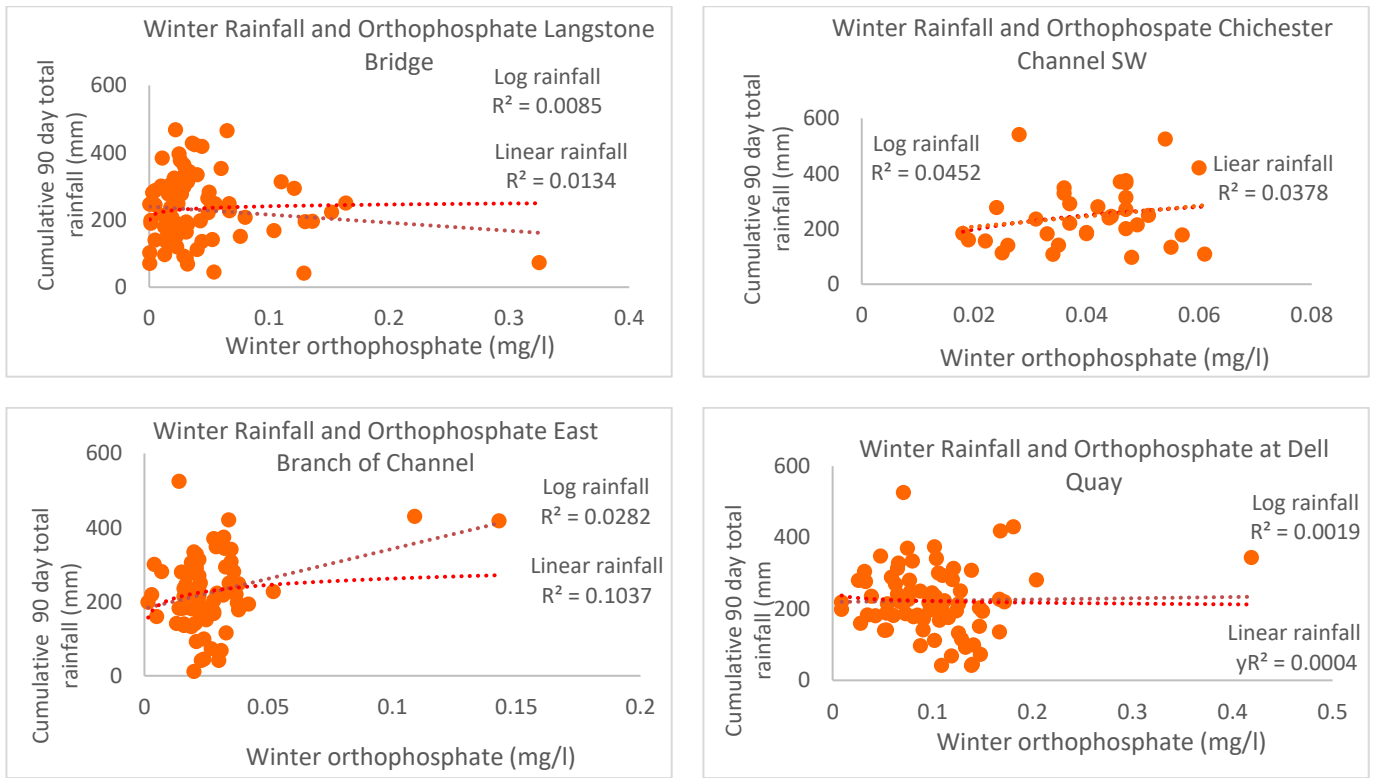 Winter Rainfall and Orthophosphate Langstone
Bridge
Log rainfall
R² = 0.0085
Linear rainfall
R² = 0.0134
Cumulative 90 day total
rainfall (mm)
600
400
200
0
0
0.1
0.2
0.3
0.4
Winter orthophosphate (mg/l)
Winter Rainfall and Orthophospate Chichester
Channel SW
Log rainfall
R² = 0.0452
Liear rainfall
R² = 0.0378
Cumulative 90 day total
rainfall (mm)
600
400
200
0
0
0.02
0.04
0.06
0.08
Winter orthophosphate (mg/l)
Winter Rainfall and Orthophosphate East
Branch of Channel
Log rainfall
R² = 0.0282
Linear rainfall
R² = 0.1037
Cumulative 90 day total
rainfall (mm)
600
400
200
0
0
0.05
0.1
0.15
0.2
Winter orthophosphate (mg/l)
Winter Rainfall and Orthophosphate at Dell
Quay
Log rainfall
R² = 0.0019
Linear rainfall
yR² = 0.0004
Cumulative 90 day total
rainfall (mm
600
400
200
0
0
0.1
0.2
0.3
0.4
0.5
Winter orthophosphate (mg/l)